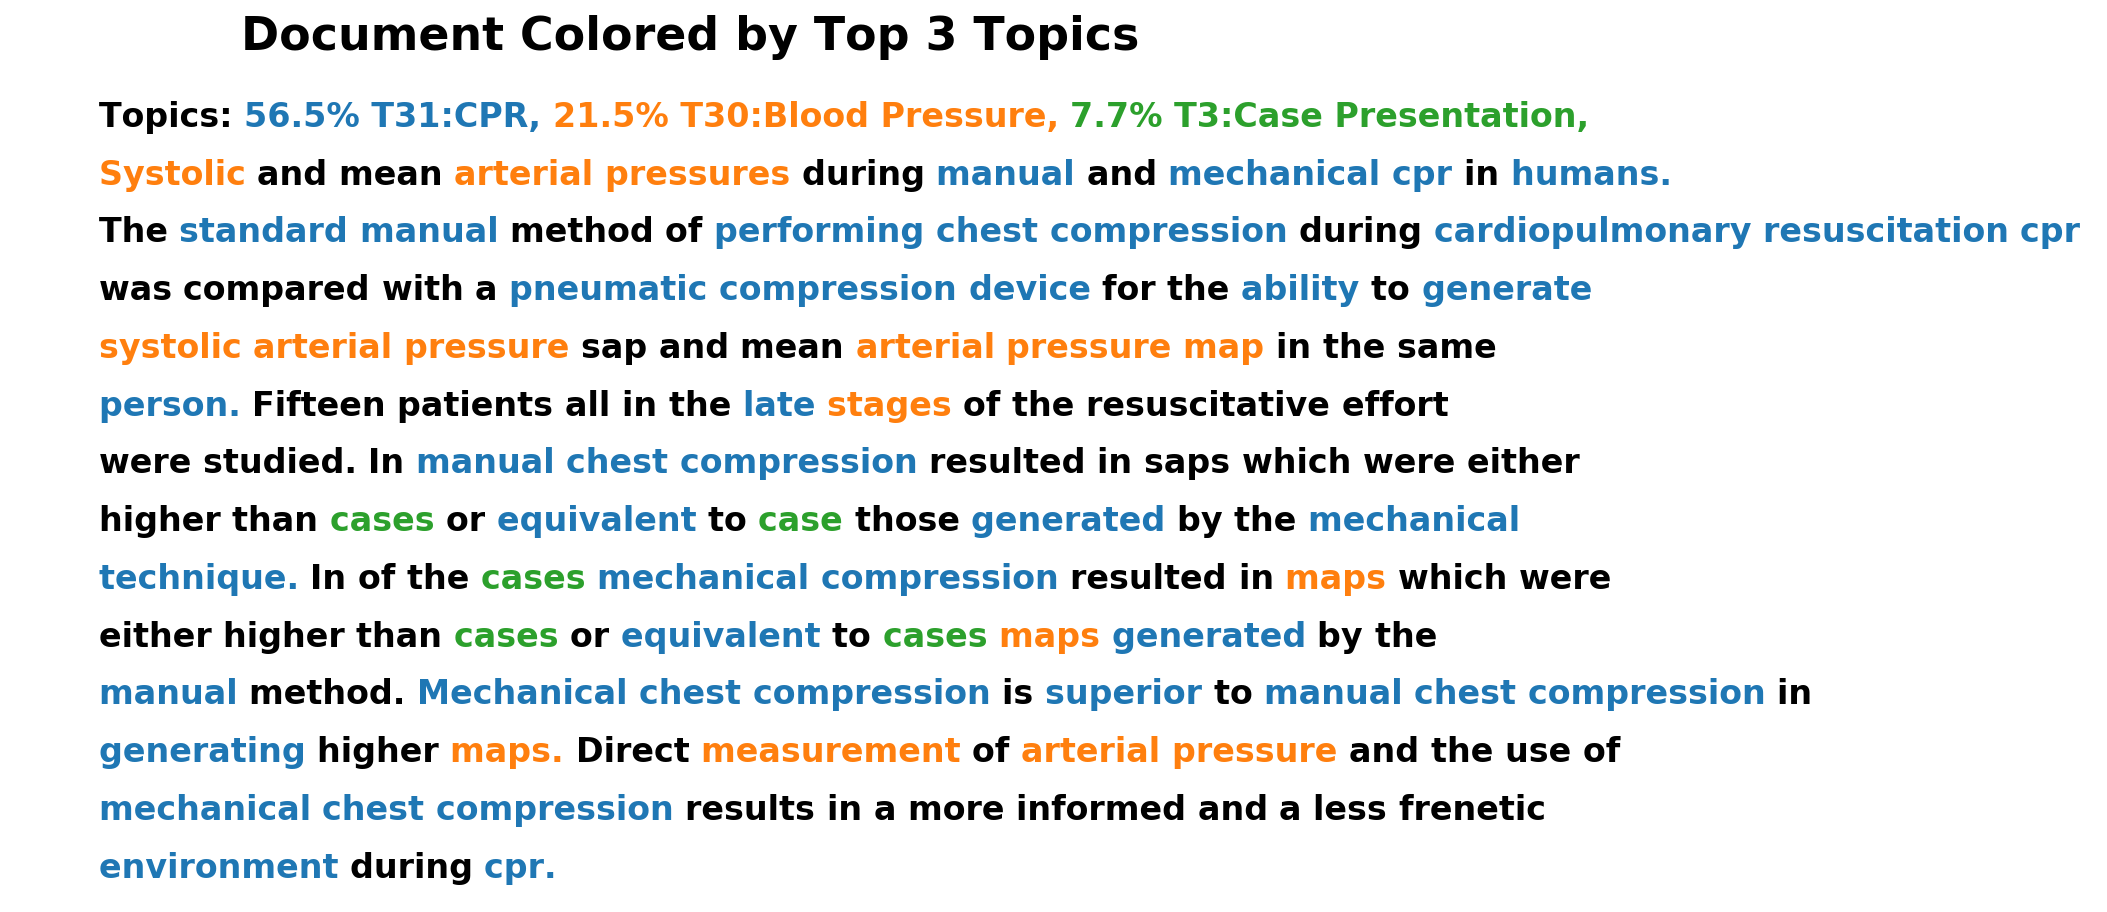 Document Colored by Top 3 Topics
Topics: 56.5% T31:CPR, 21.5% T30:Blood Pressure, 7.7% T3:Case Presentation,
Systolic and mean arterial pressures during manual and mechanical cpr in humans.
The standard manual method of performing chest compression during cardiopulmonary resuscitation cpr
was compared with a pneumatic compression device for the ability to generate
systolic arterial pressure sap and mean arterial pressure map in the same
person. Fifteen patients all in the late stages of the resuscitative effort
were studied. In manual chest compression resulted in saps which were either
higher than cases or equivalent to case those generated by the mechanical
technique. In of the cases mechanical compression resulted in maps which were
either higher than cases or equivalent to cases maps generated by the
manual method. Mechanical chest compression is superior to manual chest compression in
generating higher maps. Direct measurement of arterial pressure and the use of
mechanical chest compression results in a more informed and a less frenetic
environment during cpr.